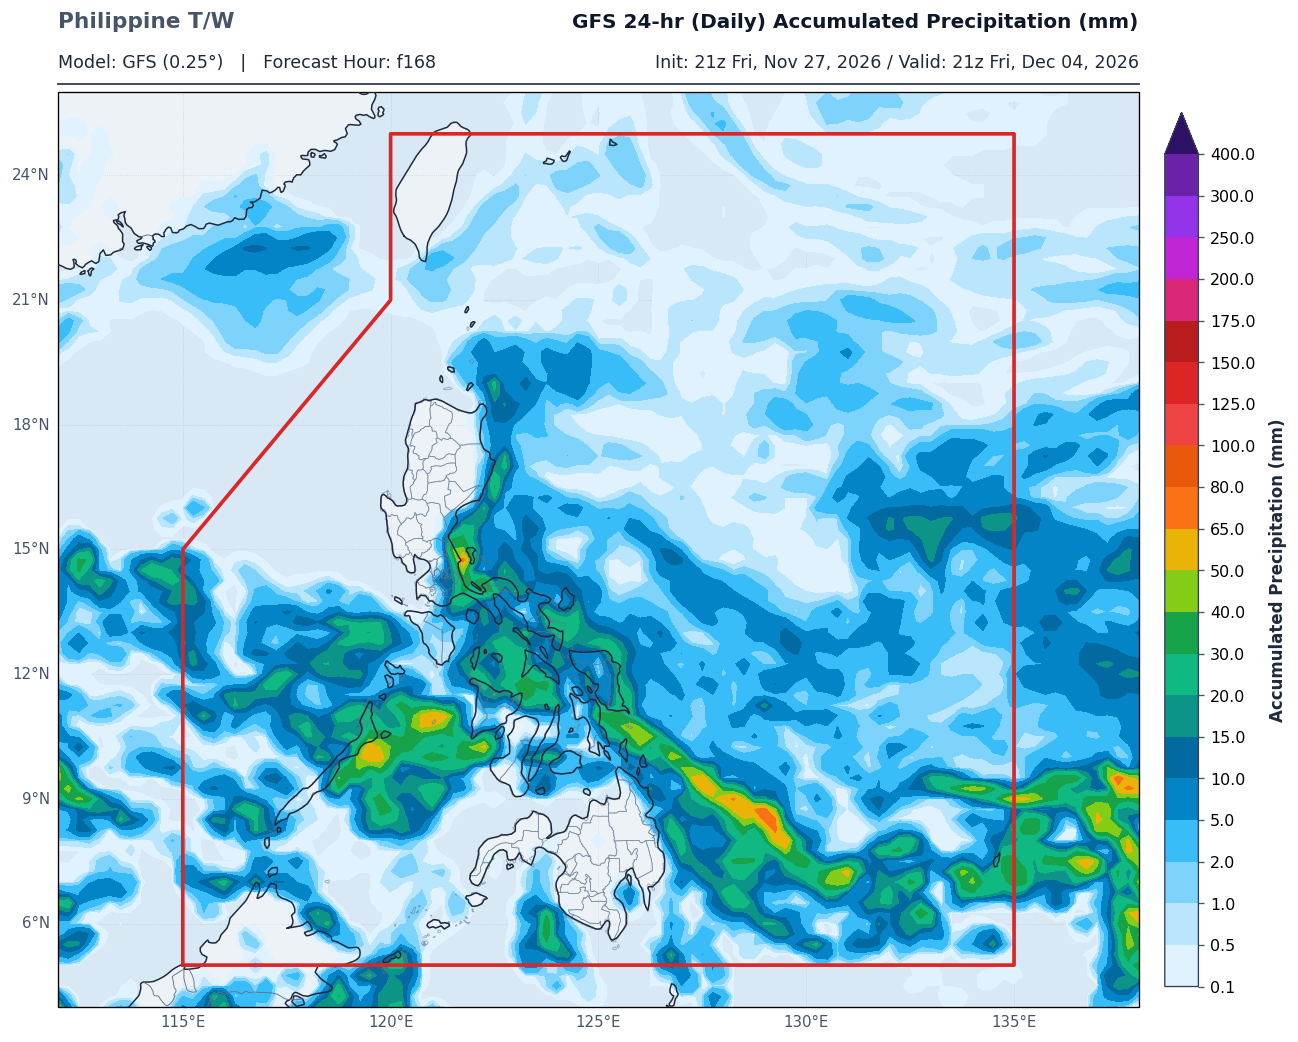 Philippine T/W
GFS 24-hr (Daily) Accumulated Precipitation (mm)
Model: GFS (0.25°)   |   Forecast Hour: f168
Init: 21z Fri, Nov 27, 2026 / Valid: 21z Fri, Dec 04, 2026
24°N
21°N
18°N
15°N
12°N
9°N
6°N
115°E
120°E
125°E
130°E
135°E
400.0
300.0
250.0
200.0
175.0
150.0
125.0
100.0
80.0
65.0
50.0
40.0
30.0
20.0
15.0
10.0
5.0
2.0
1.0
0.5
0.1
Accumulated Precipitation (mm)